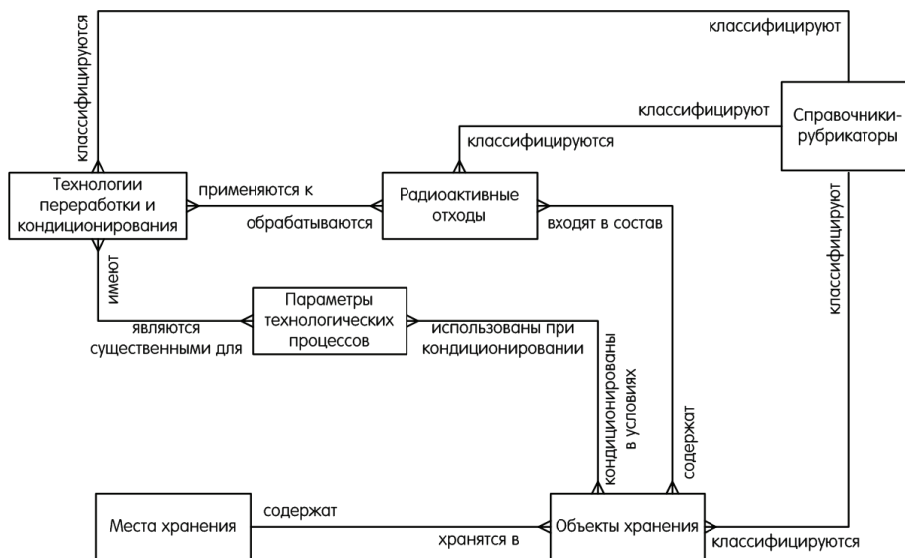 классифицируют
классифицируются
классифицируют
классифицируются
Справочники-
рубрикаторы
Технологии
переработки и
кондиционирования
применяются к
обрабатываются
Радиоактивные
отходы
входят в состав
классифицируют
имеют
являются
существенными для
Параметры
технологических
процессов
использованы при
кондиционировании
кондиционированы
в условиях
содержат
Места хранения
содержат
хранятся в
Объекты хранения
классифицируются